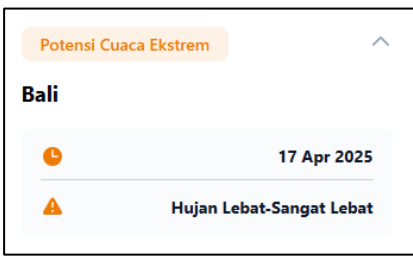 Potensi Cuaca Ekstrem
Bali
17 Apr 2025
Hujan Lebat-Sangat Lebat